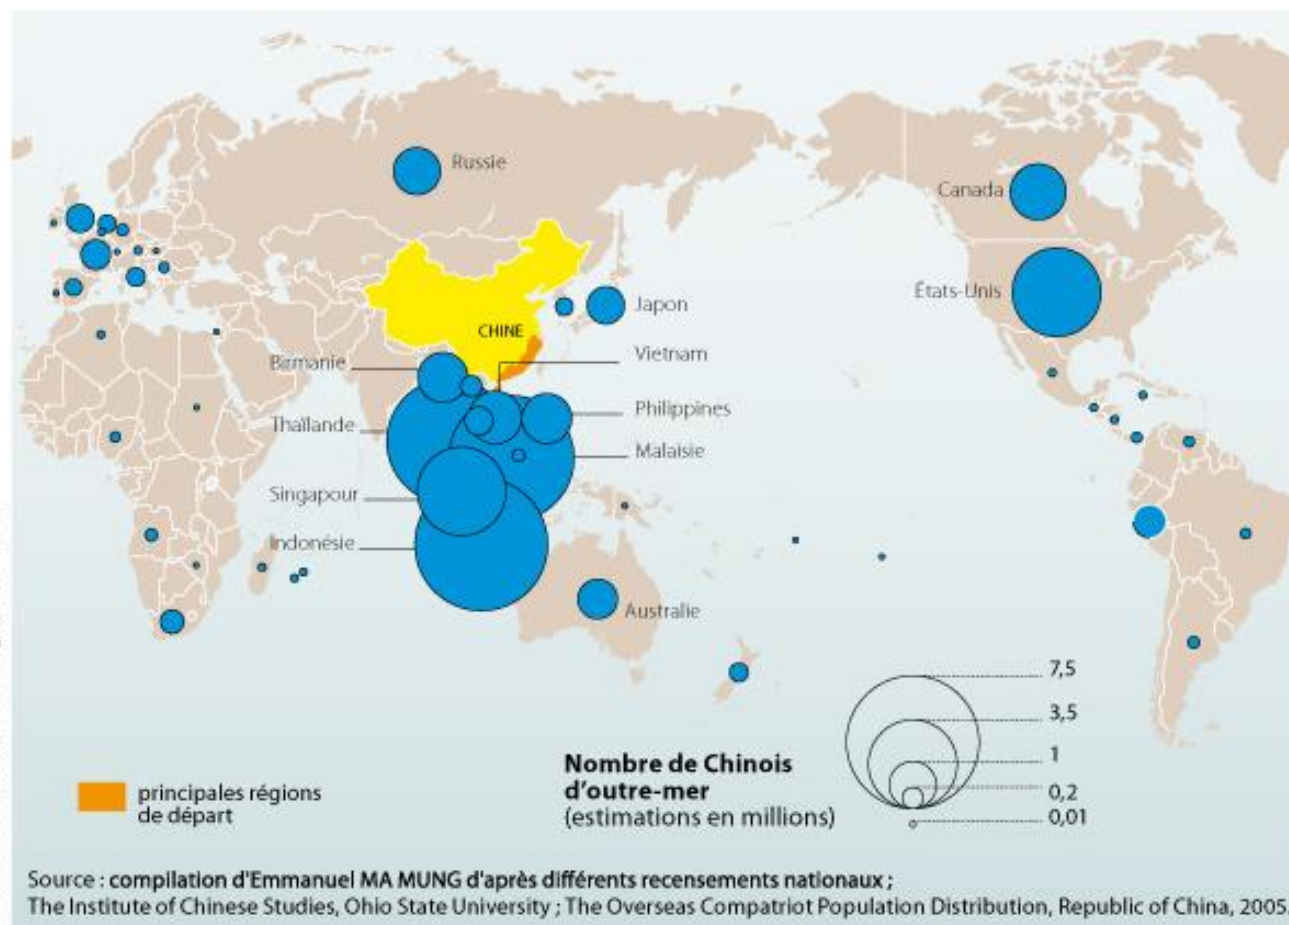 Russie
Canada
États-Unis
Japon
CHINE
Vietnam
Birmanie
Philippines
Thaïlande
Malaisie
Singapour
Indonésie
Australie
7,5
3,5
1
0,2
0,01
Nombre de Chinois
d'outre-mer
(estimations en millions)
principales régions
de départ
Source : compilation d'Emmanuel MA MUNG d'après différents recensements nationaux ;
The Institute of Chinese Studies, Ohio State University ; The Overseas Compatriot Population Distribution, Republic of China, 2005.